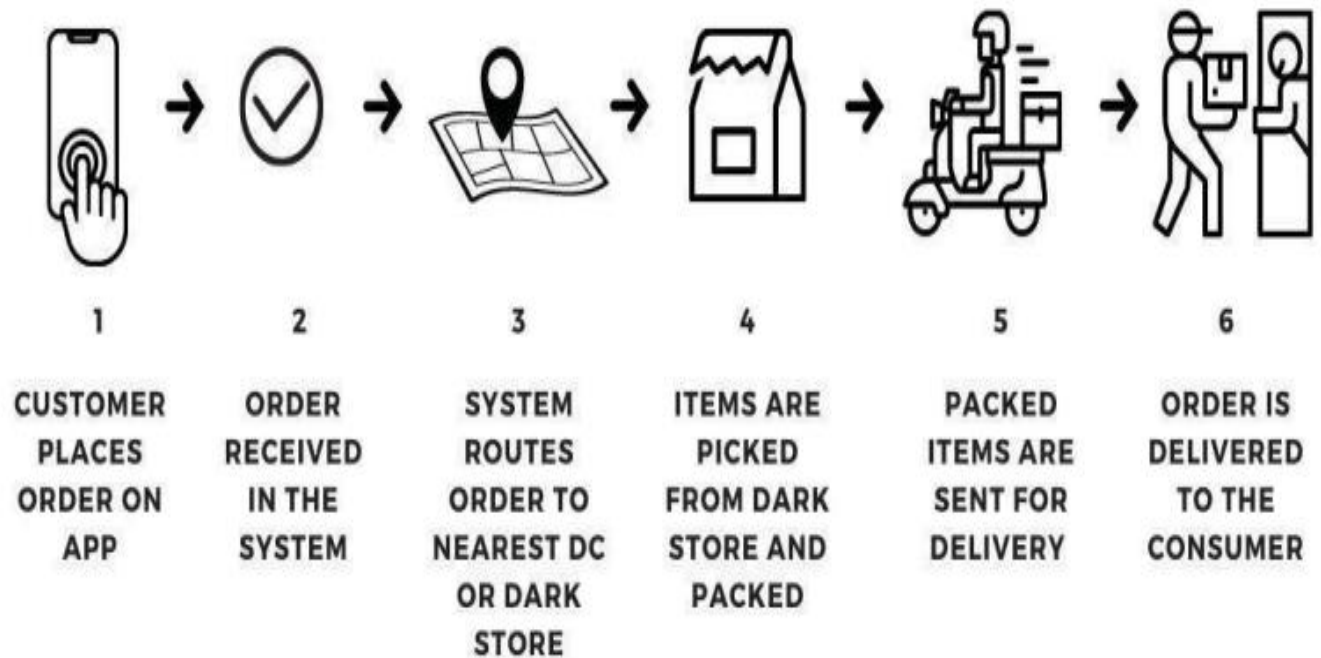 1
CUSTOMER
PLACES
ORDER ON
APP
2
ORDER
RECEIVED
IN THE
SYSTEM
3
SYSTEM
ROUTES
ORDER TO
NEAREST DC
OR DARK
STORE
4
ITEMS ARE
PICKED
FROM DARK
STORE AND
PACKED
5
PACKED
ITEMS ARE
SENT FOR
DELIVERY
6
ORDER IS
DELIVERED
TO THE
CONSUMER